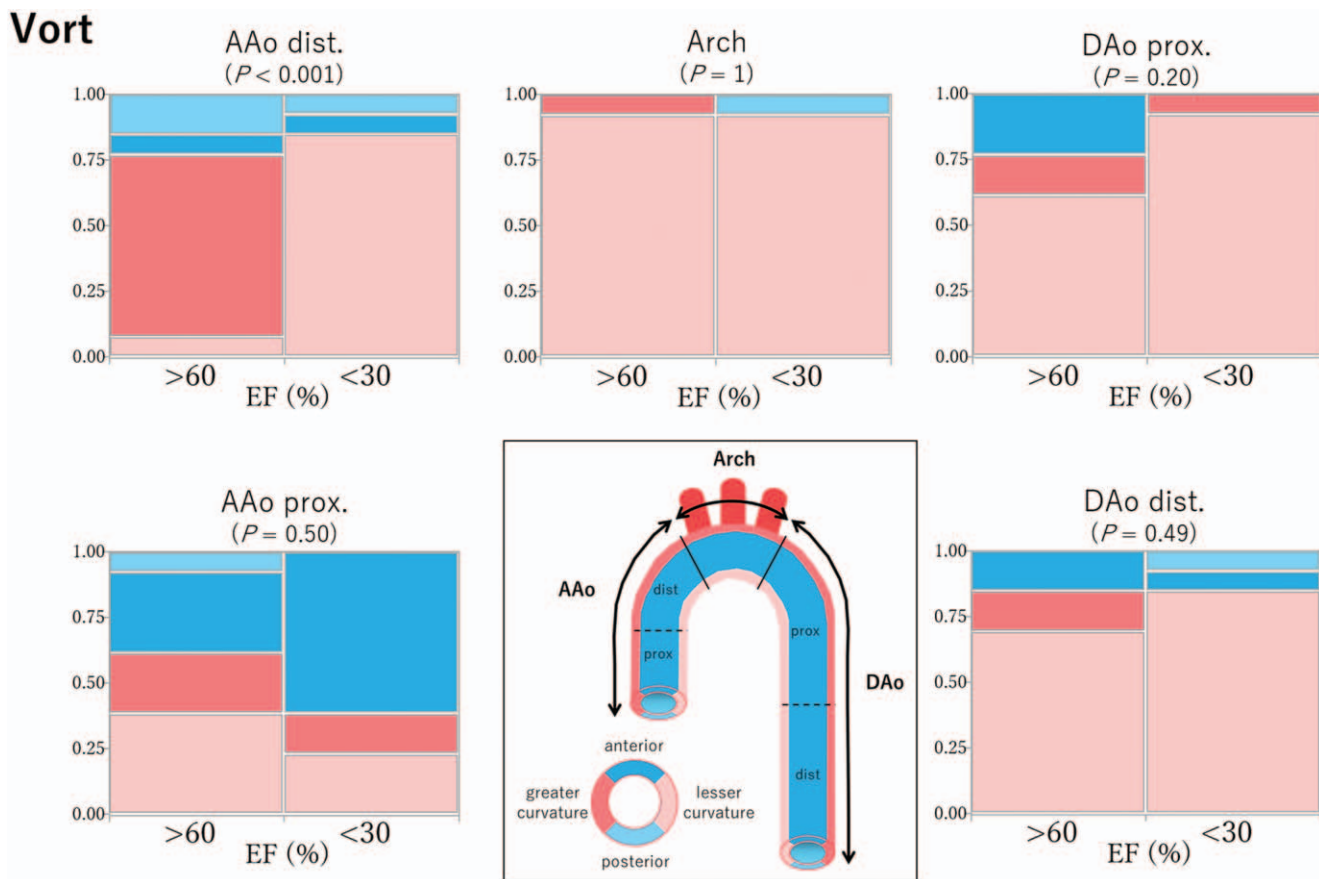 Vort
AAo dist.
(P < 0.001)
1.00
0.75
0.50
0.25
0.00
>60
<30
EF (%)
Arch
(P = 1)
1.00
0.75
0.50
0.25
0.00
>60
<30
EF (%)
DAo prox.
(P = 0.20)
1.00
0.75
0.50
0.25
0.00
>60
<30
EF (%)
AAo prox.
(P = 0.50)
1.00
0.75
0.50
0.25
0.00
>60
<30
EF (%)
Arch
AAo
dist
prox
prox
DAo
dist
anterior
greater
curvature
lesser
curvature
posterior
DAo dist.
(P = 0.49)
1.00
0.75
0.50
0.25
0.00
>60
<30
EF (%)